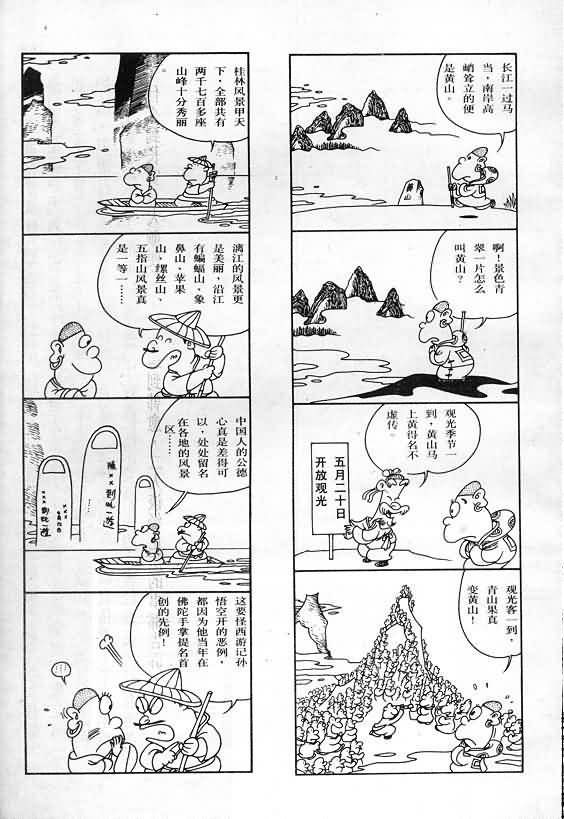 长江一过马
当，南岸高
峭耸立的便
是黄山。
黄山
啊！景色青
翠一片怎么
叫黄山？
观光季节一
到，黄山马
上黄得名不
虚传。
五月二十日
开放观光
观光客一到，
青山果真
变黄山！
桂林风景甲天
下，全部共有
两千七百多座
山峰十分秀丽
漓江的风景更
是美丽，沿江
有蝙蝠山、象
鼻山、苹果
山、缧丝山、
五指山风景真
是一等一……
中国人的公德
心真是差得可
以，处处留名
在各地的风景
区……
到此一游
到此一游
这要怪西游记孙
悟空开的恶例，
都因为他当年在
佛陀手掌提名首
创的先例！
!!!